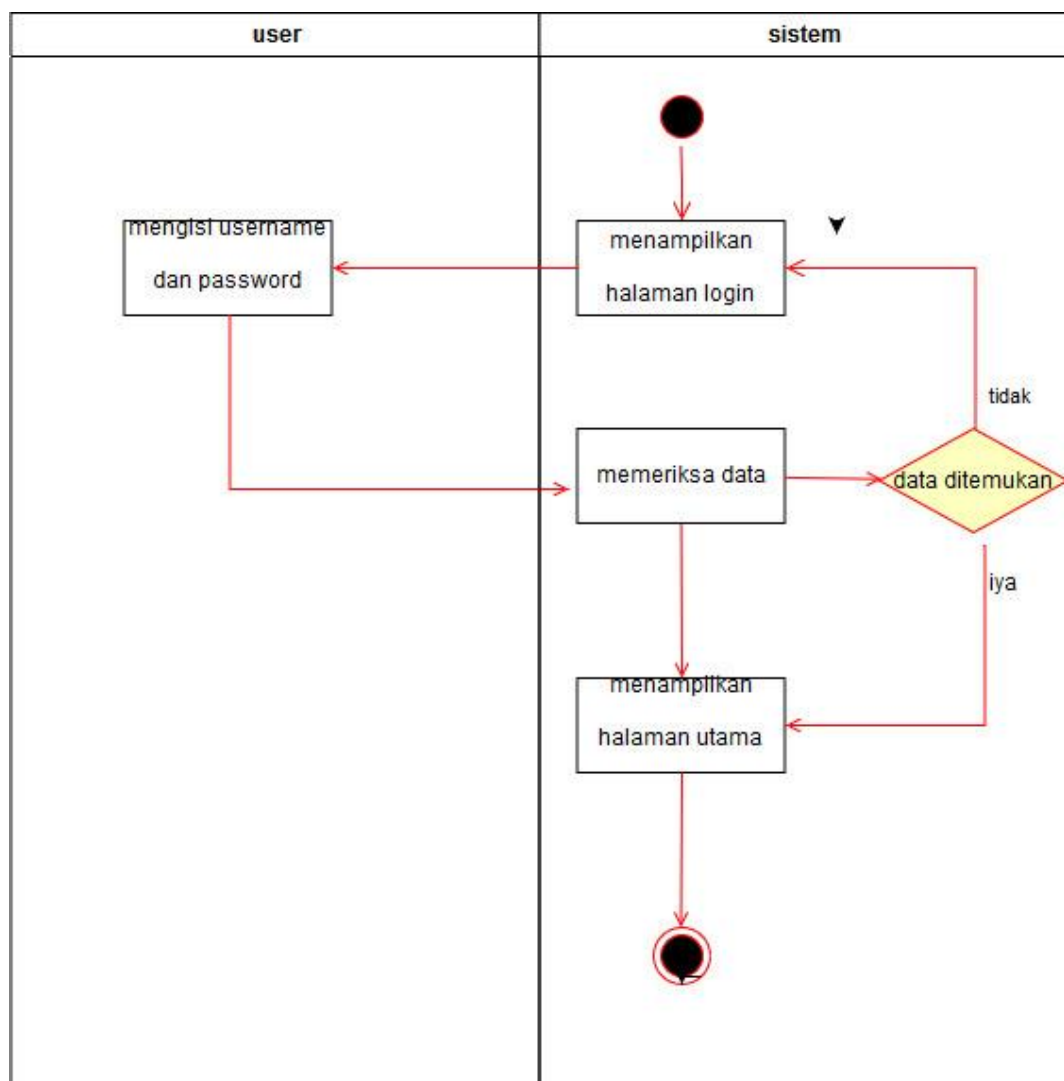 user
sistem
mengisi username
dan password
menampilkan
halaman login
tidak
memeriksa data
data ditemukan
iya
menampilkan
halaman utama